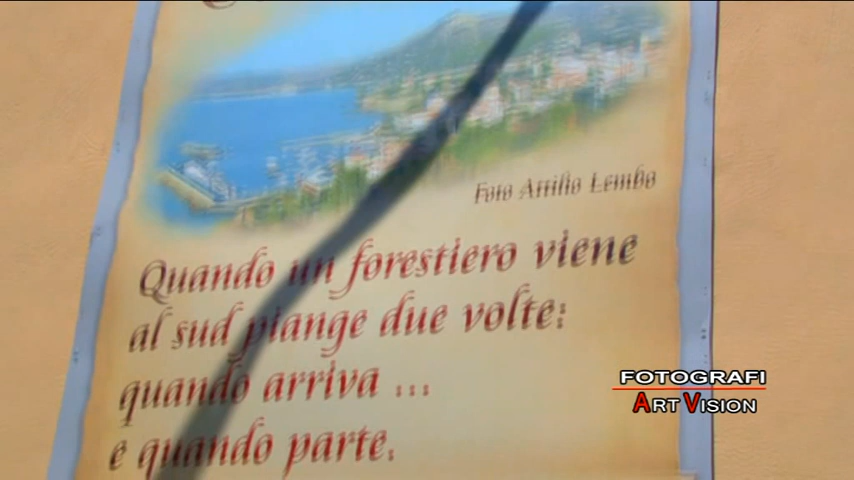 Foto Attilio Lembo
Quando un forestiero viene
al sud piange due volte:
quando arriva ...
e quando parte.
FOTOGRAFI
ART VISION